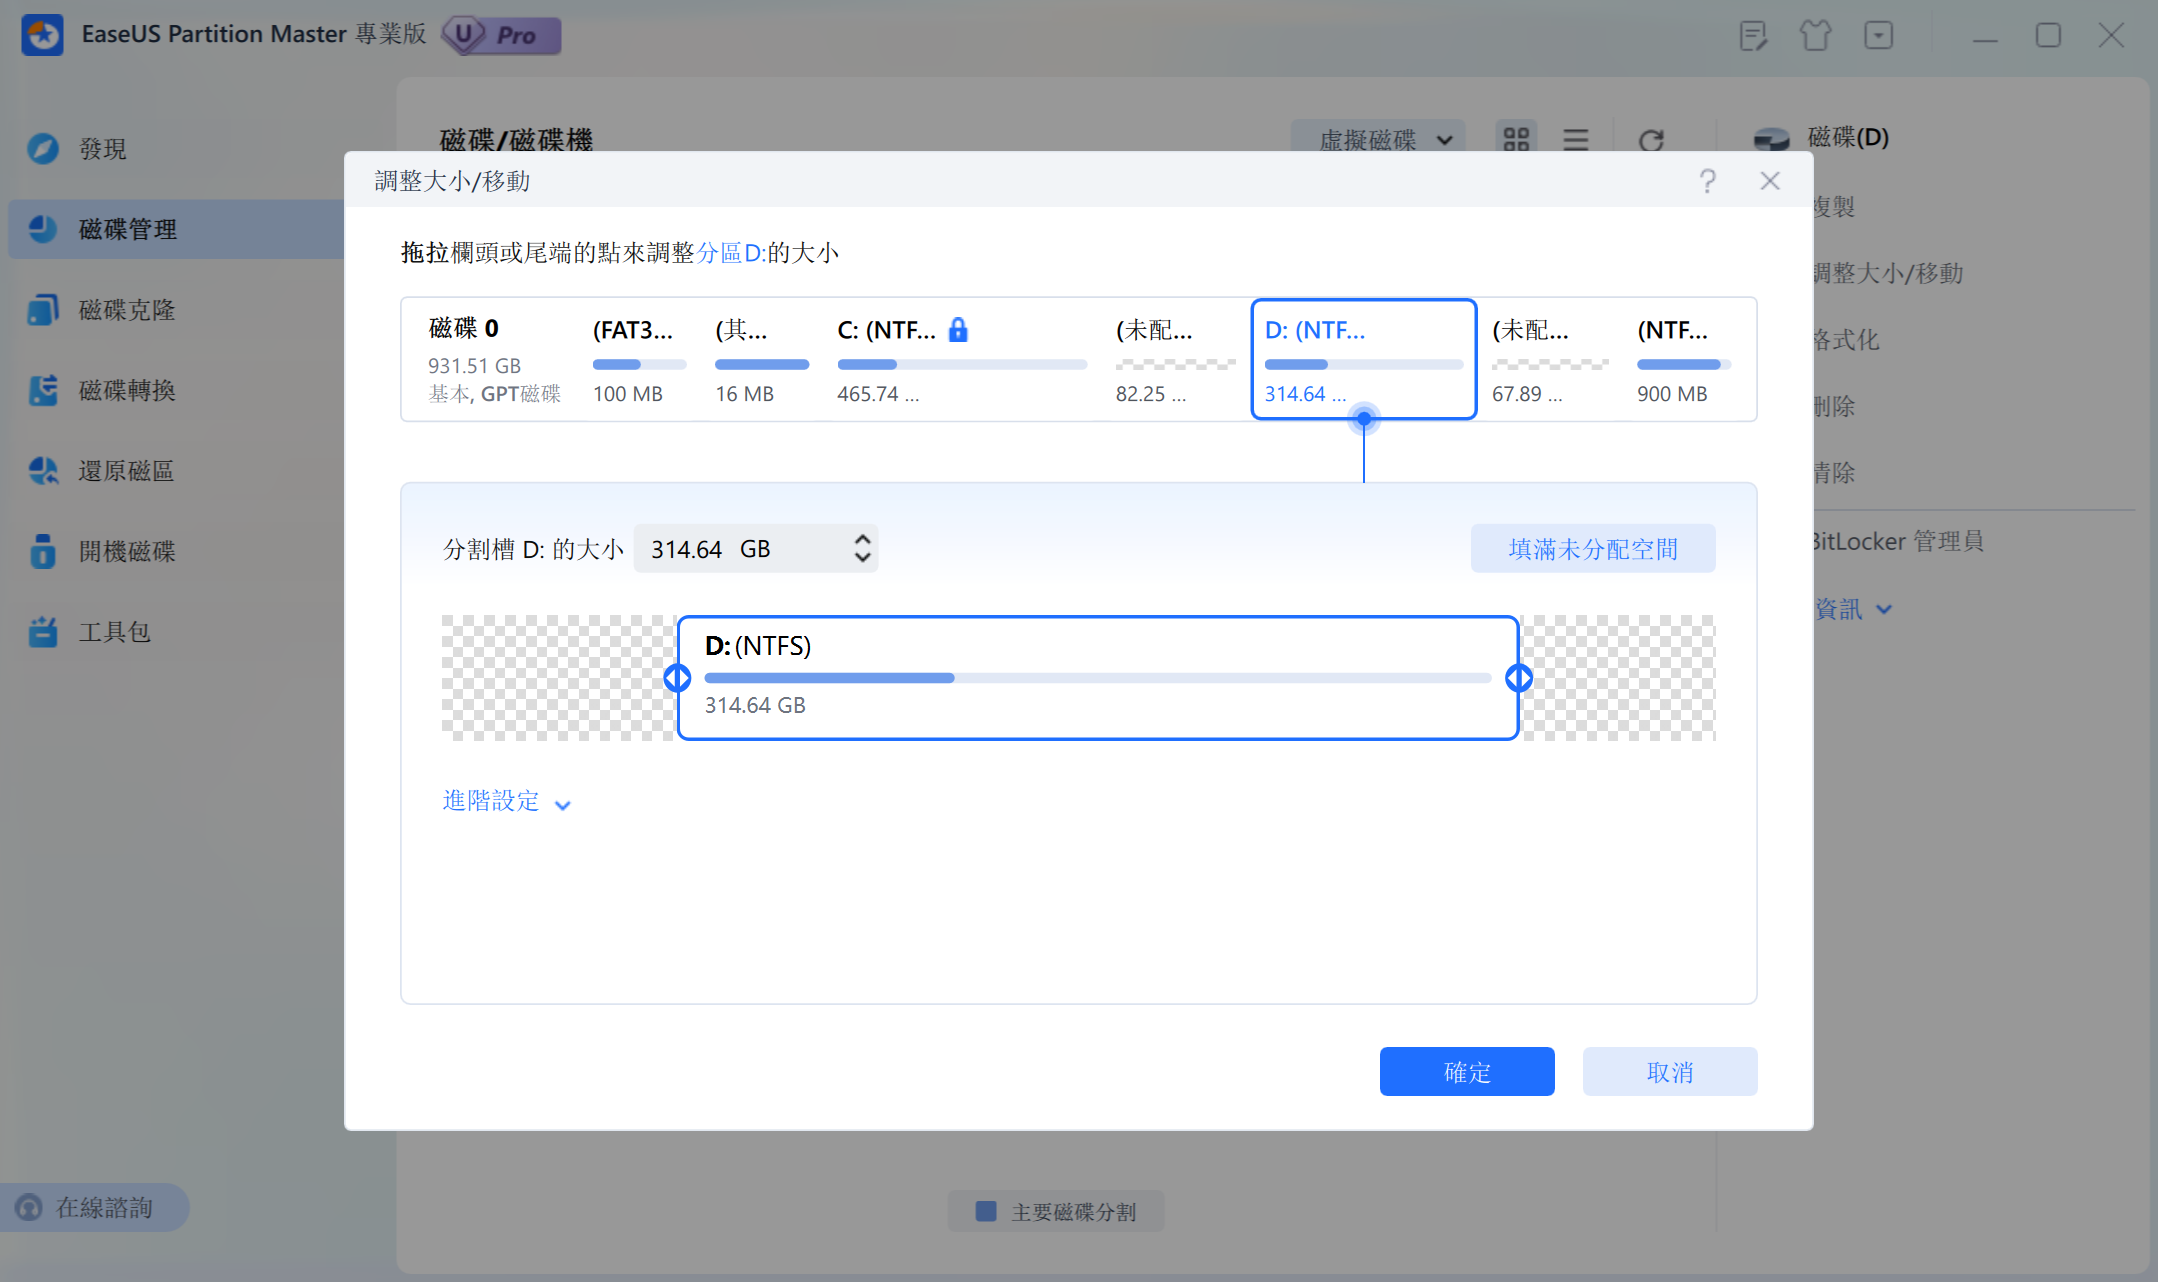 EaseUS Partition Master 專業版 U Pro
發現
磁碟管理
磁碟克隆
磁碟轉換
還原磁區
開機磁碟
工具包
在線諮詢
磁碟/磁碟機
虛擬磁碟
調整大小/移動
?
拖拉欄頭或尾端的點來調整分區D:的大小
磁碟 0
931.51 GB
基本, GPT磁碟
(FAT3...
100 MB
(其...
16 MB
C: (NTF...
465.74 ...
(未配...
82.25 ...
D: (NTF...
314.64 ...
(未配...
67.89 ...
(NTF...
900 MB
分割槽 D: 的大小 314.64 GB
填滿未分配空間
D: (NTFS)
314.64 GB
進階設定
確定
取消
主要磁碟分割
磁碟(D)
複製
調整大小/移動
格式化
刪除
清除
BitLocker 管理員
資訊